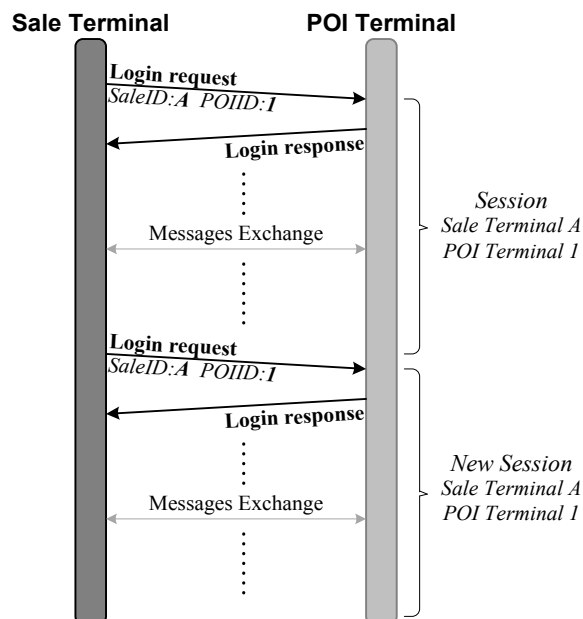 Sale Terminal
POI Terminal
Login request
SaleID:A POIID:1
Login response
Session
Sale Terminal A
POI Terminal 1
Messages Exchange
Login request
SaleID:A POIID:1
Login response
New Session
Sale Terminal A
POI Terminal 1
Messages Exchange